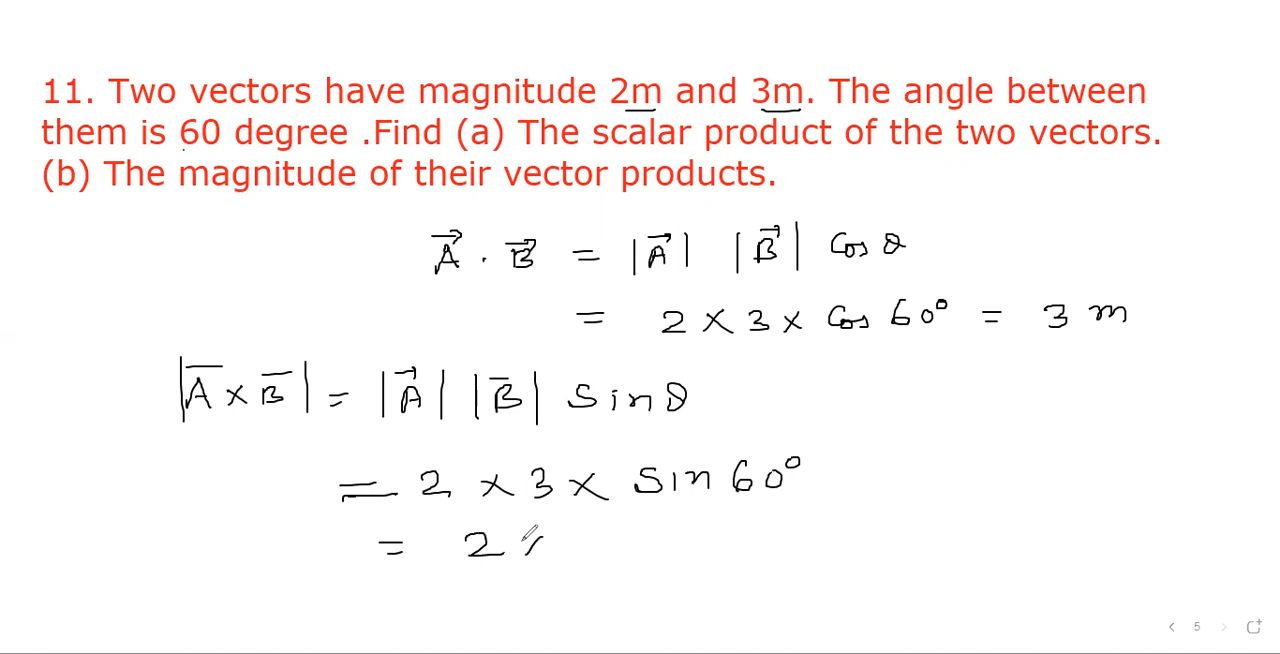 11. Two vectors have magnitude 2m and 3m. The angle between
them is 60 degree .Find (a) The scalar product of the two vectors.
(b) The magnitude of their vector products.
A⃗ . B⃗ = |A⃗| |B⃗| Cos θ
= 2 × 3 × Cos 60° = 3 m
|A̅ × B̅| = |A⃗| |B̅| Sinθ
= 2 × 3 × Sin 60°
= 2
5